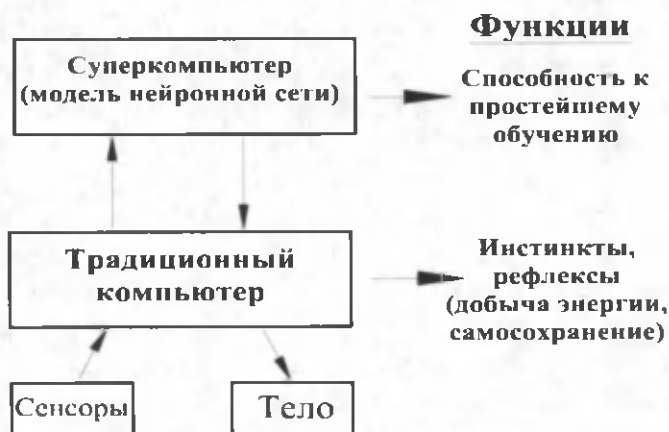 Функции
Суперкомпьютер
(модель нейронной сети)
Способность к
простейшему
обучению
Традиционный
компьютер
Инстинкты,
рефлексы
(добыча энергии,
самосохранение)
Сенсоры
Тело